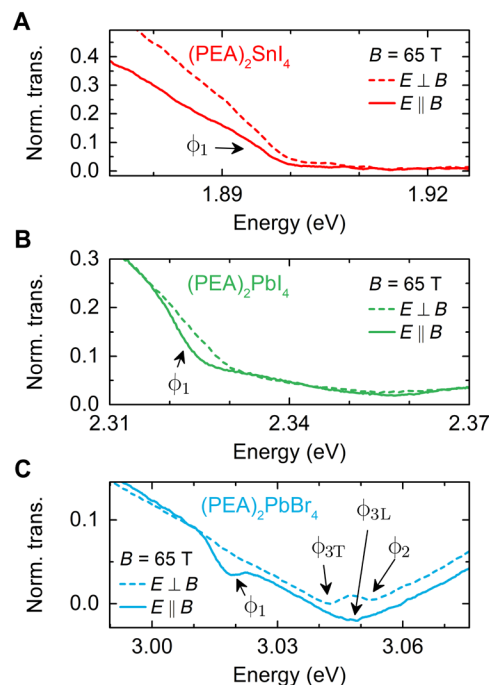 A
(PEA)₂SnI₄
B = 65 T
E ⊥ B
E ∥ B
ϕ₁
0.4
0.3
0.2
0.1
0.0
Norm. trans.
1.89
1.92
Energy (eV)
B
(PEA)₂PbI₄
B = 65 T
E ⊥ B
E ∥ B
ϕ₁
0.3
0.2
0.1
0.0
Norm. trans.
2.31
2.34
2.37
Energy (eV)
C
(PEA)₂PbBr₄
ϕ3L
ϕ3T
ϕ₂
B = 65 T
E ⊥ B
E ∥ B
ϕ₁
0.1
0.0
Norm. trans.
3.00
3.03
3.06
Energy (eV)